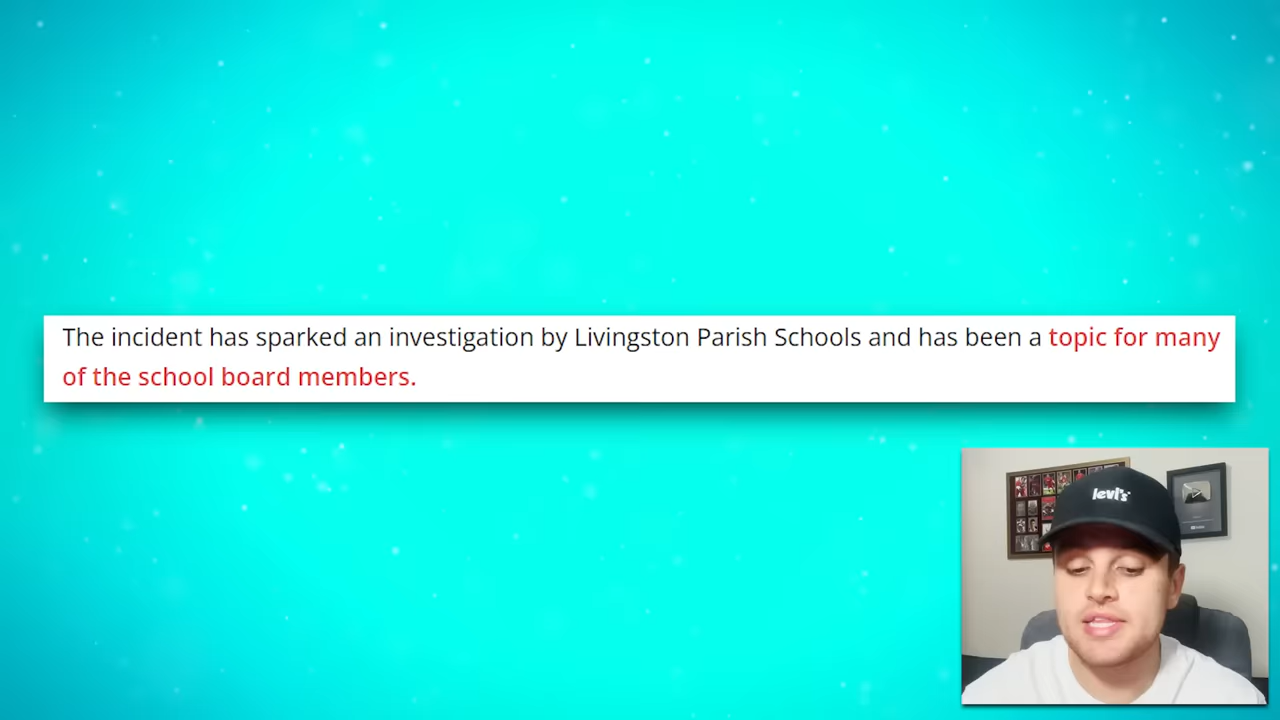 The incident has sparked an investigation by Livingston Parish Schools and has been a topic for many
of the school board members.
levi's